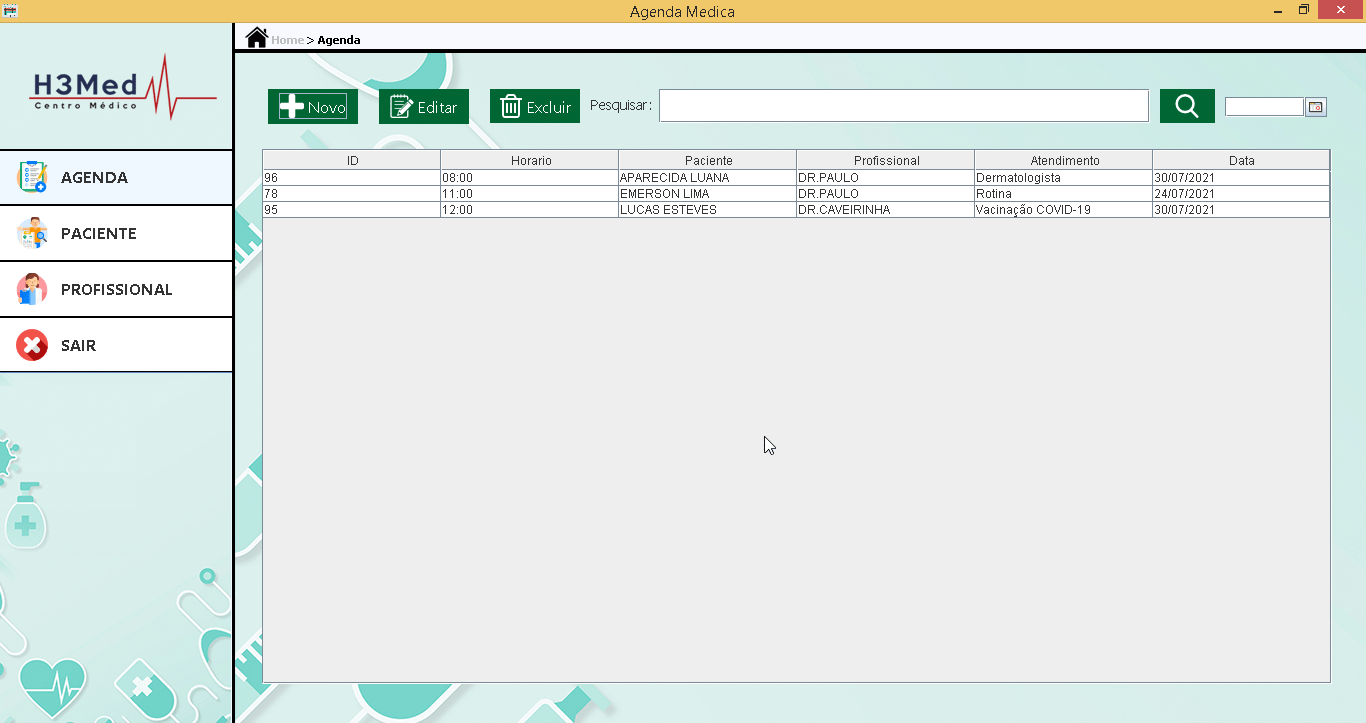 Agenda Medica
H3Med
Centro Médico
Home > Agenda
AGENDA
PACIENTE
PROFISSIONAL
SAIR
Novo Editar Excluir Pesquisar:
ID Horario Paciente Profissional Atendimento Data
96 08:00 APARECIDA LUANA DR.PAULO Dermatologista 30/07/2021
78 11:00 EMERSON LIMA DR.PAULO Rotina 24/07/2021
95 12:00 LUCAS ESTEVES DR.CAVEIRINHA Vacinação COVID-19 30/07/2021